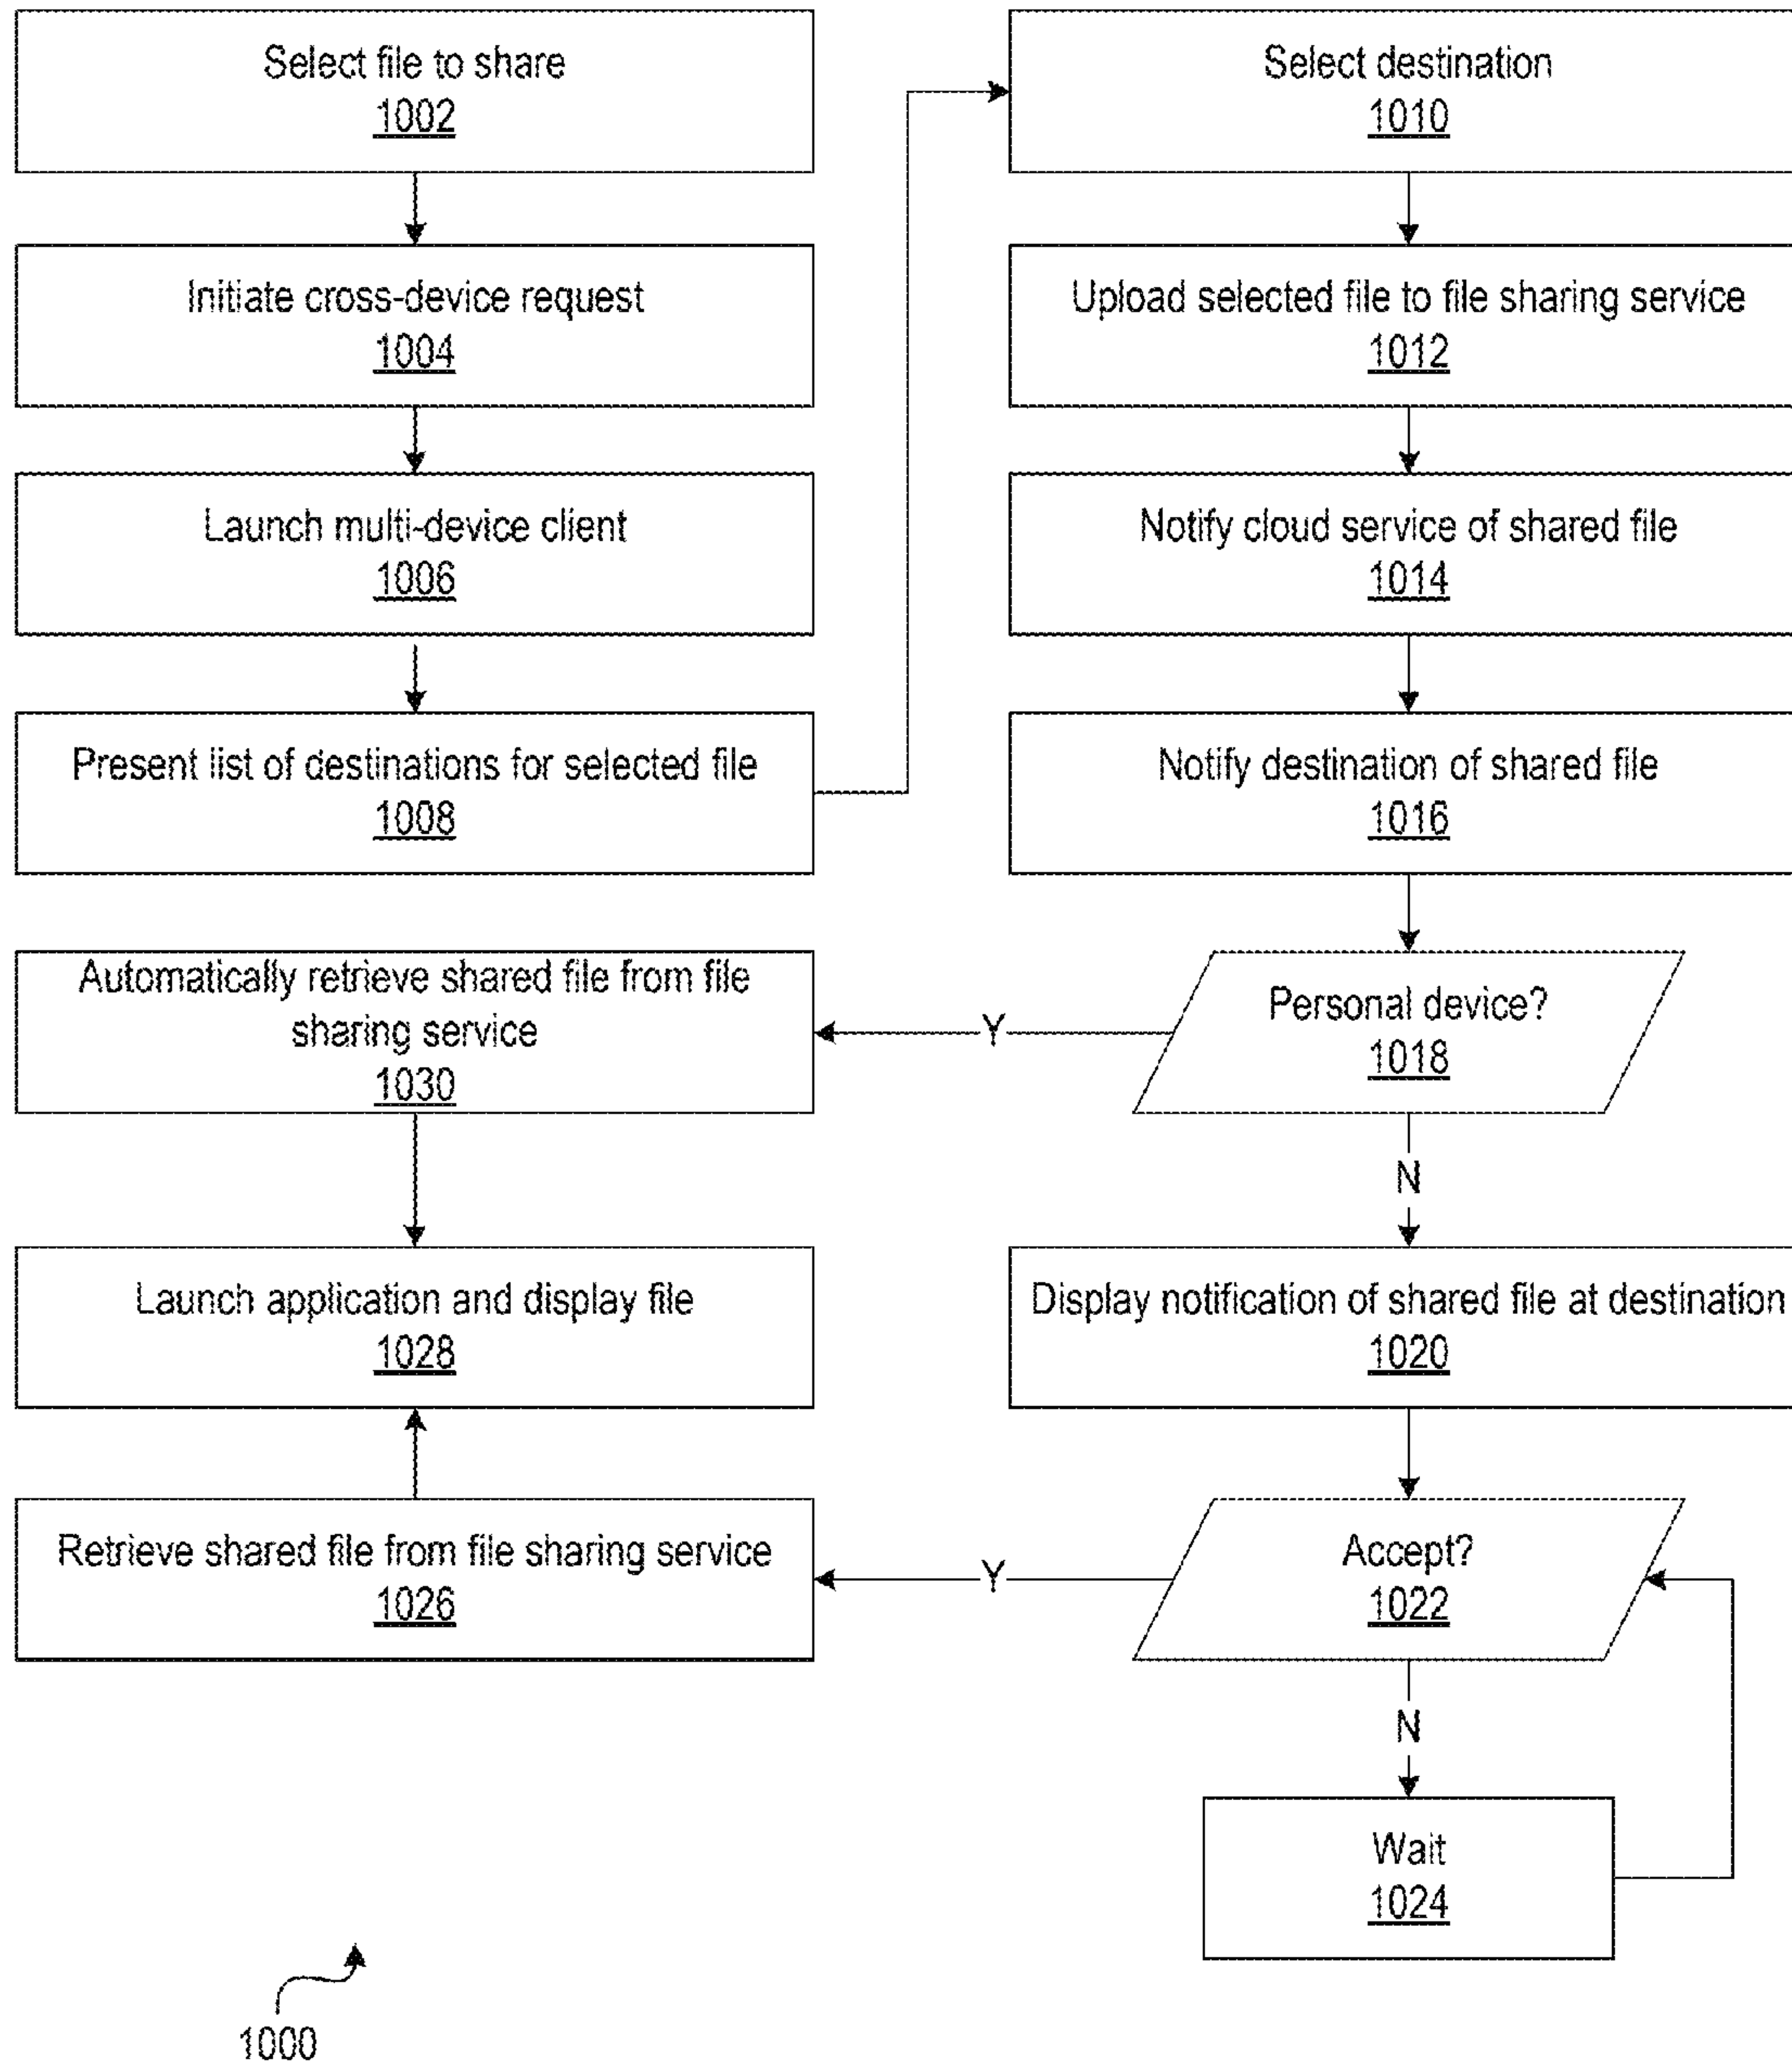 Select file to share
1002
Initiate cross-device request
1004
Launch multi-device client
1006
Present list of destinations for selected file
1008
Select destination
1010
Upload selected file to file sharing service
1012
Notify cloud service of shared file
1014
Notify destination of shared file
1016
Personal device?
1018
Y
N
Automatically retrieve shared file from file
sharing service
1030
Display notification of shared file at destination
1020
Launch application and display file
1028
Accept?
1022
Y
N
Retrieve shared file from file sharing service
1026
Wait
1024
1000